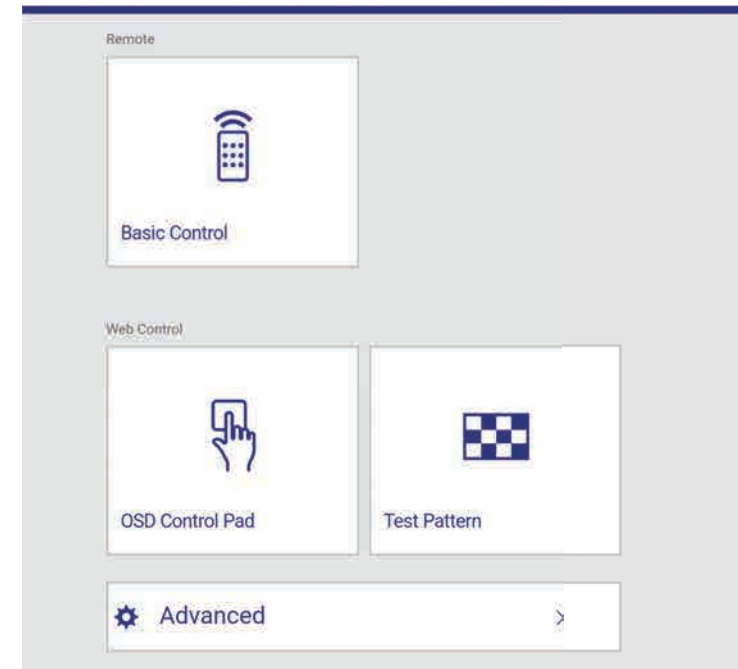 Remote
Basic Control
Web Control
OSD Control Pad
Test Pattern
Advanced